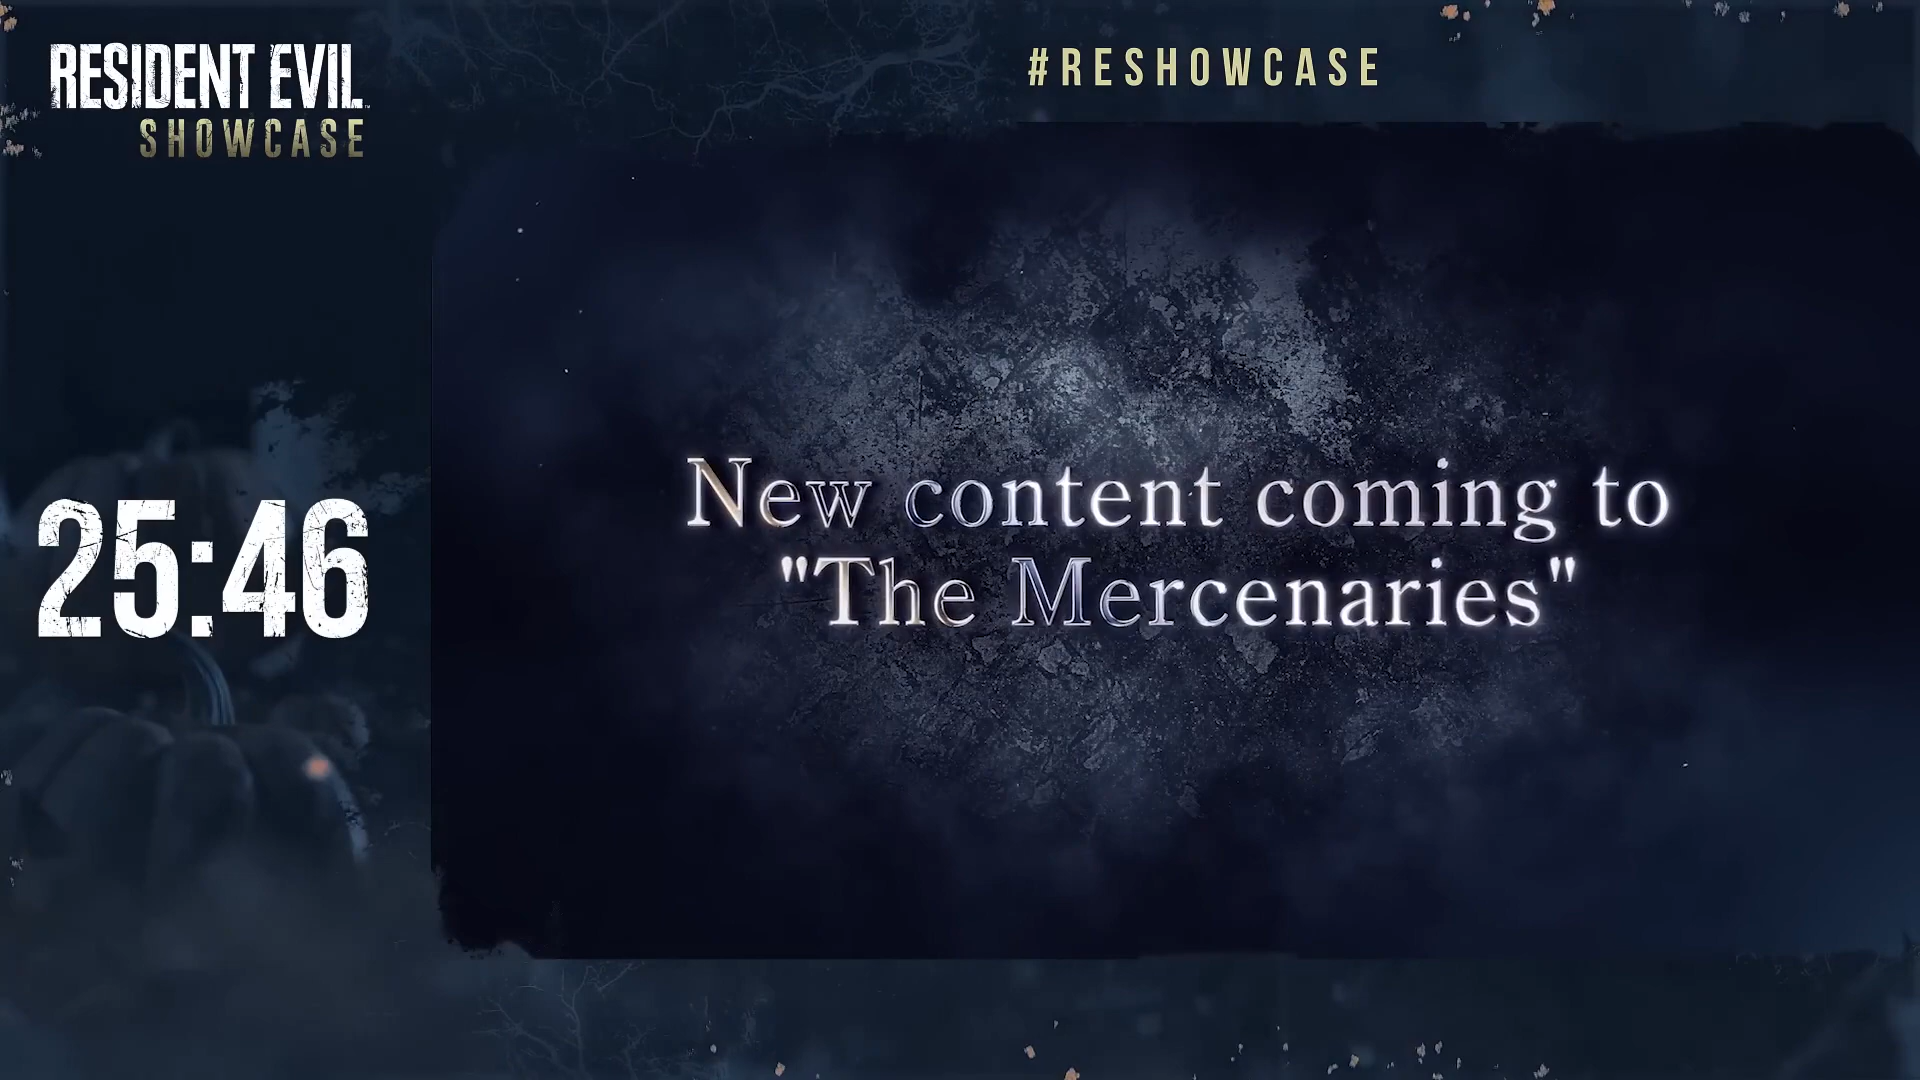 RESIDENT EVIL
SHOWCASE
#RESHOWCASE
25:46
New content coming to
"The Mercenaries"